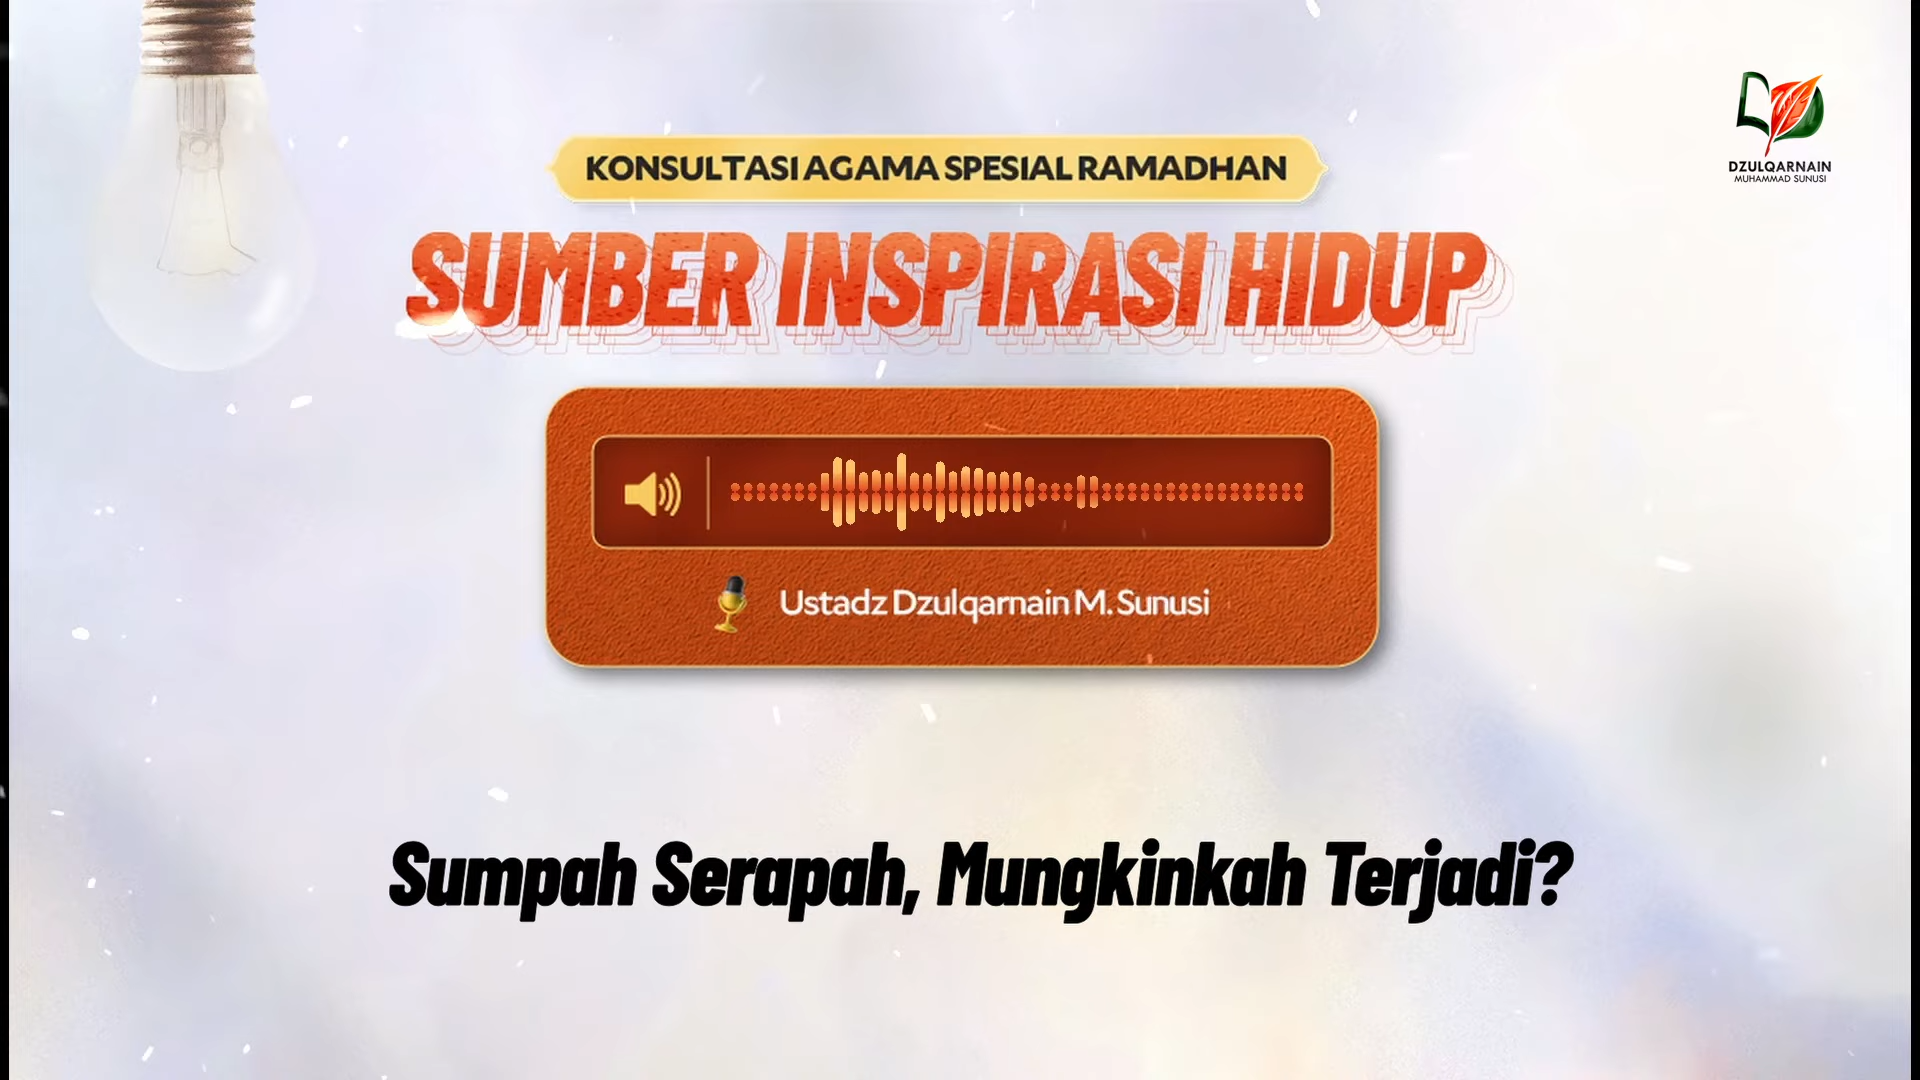 DZULQARNAIN
MUHAMMAD SUNUSI
KONSULTASI AGAMA SPESIAL RAMADHAN
SUMBER INSPIRASI HIDUP
Ustadz Dzulqarnain M. Sunusi
Sumpah Serapah, Mungkinkah Terjadi?